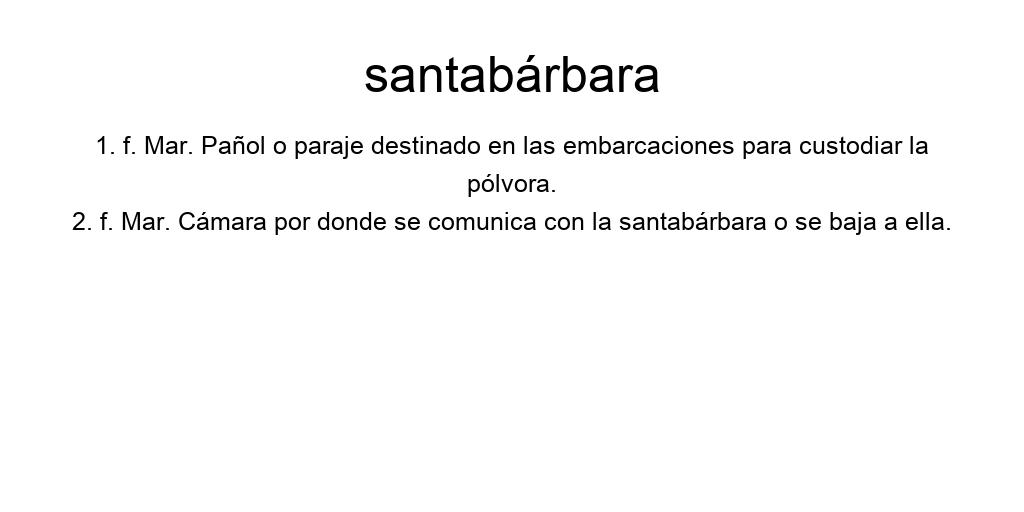 santabárbara
1. f. Mar. Pañol o paraje destinado en las embarcaciones para custodiar la
pólvora.
2. f. Mar. Cámara por donde se comunica con la santabárbara o se baja a ella.